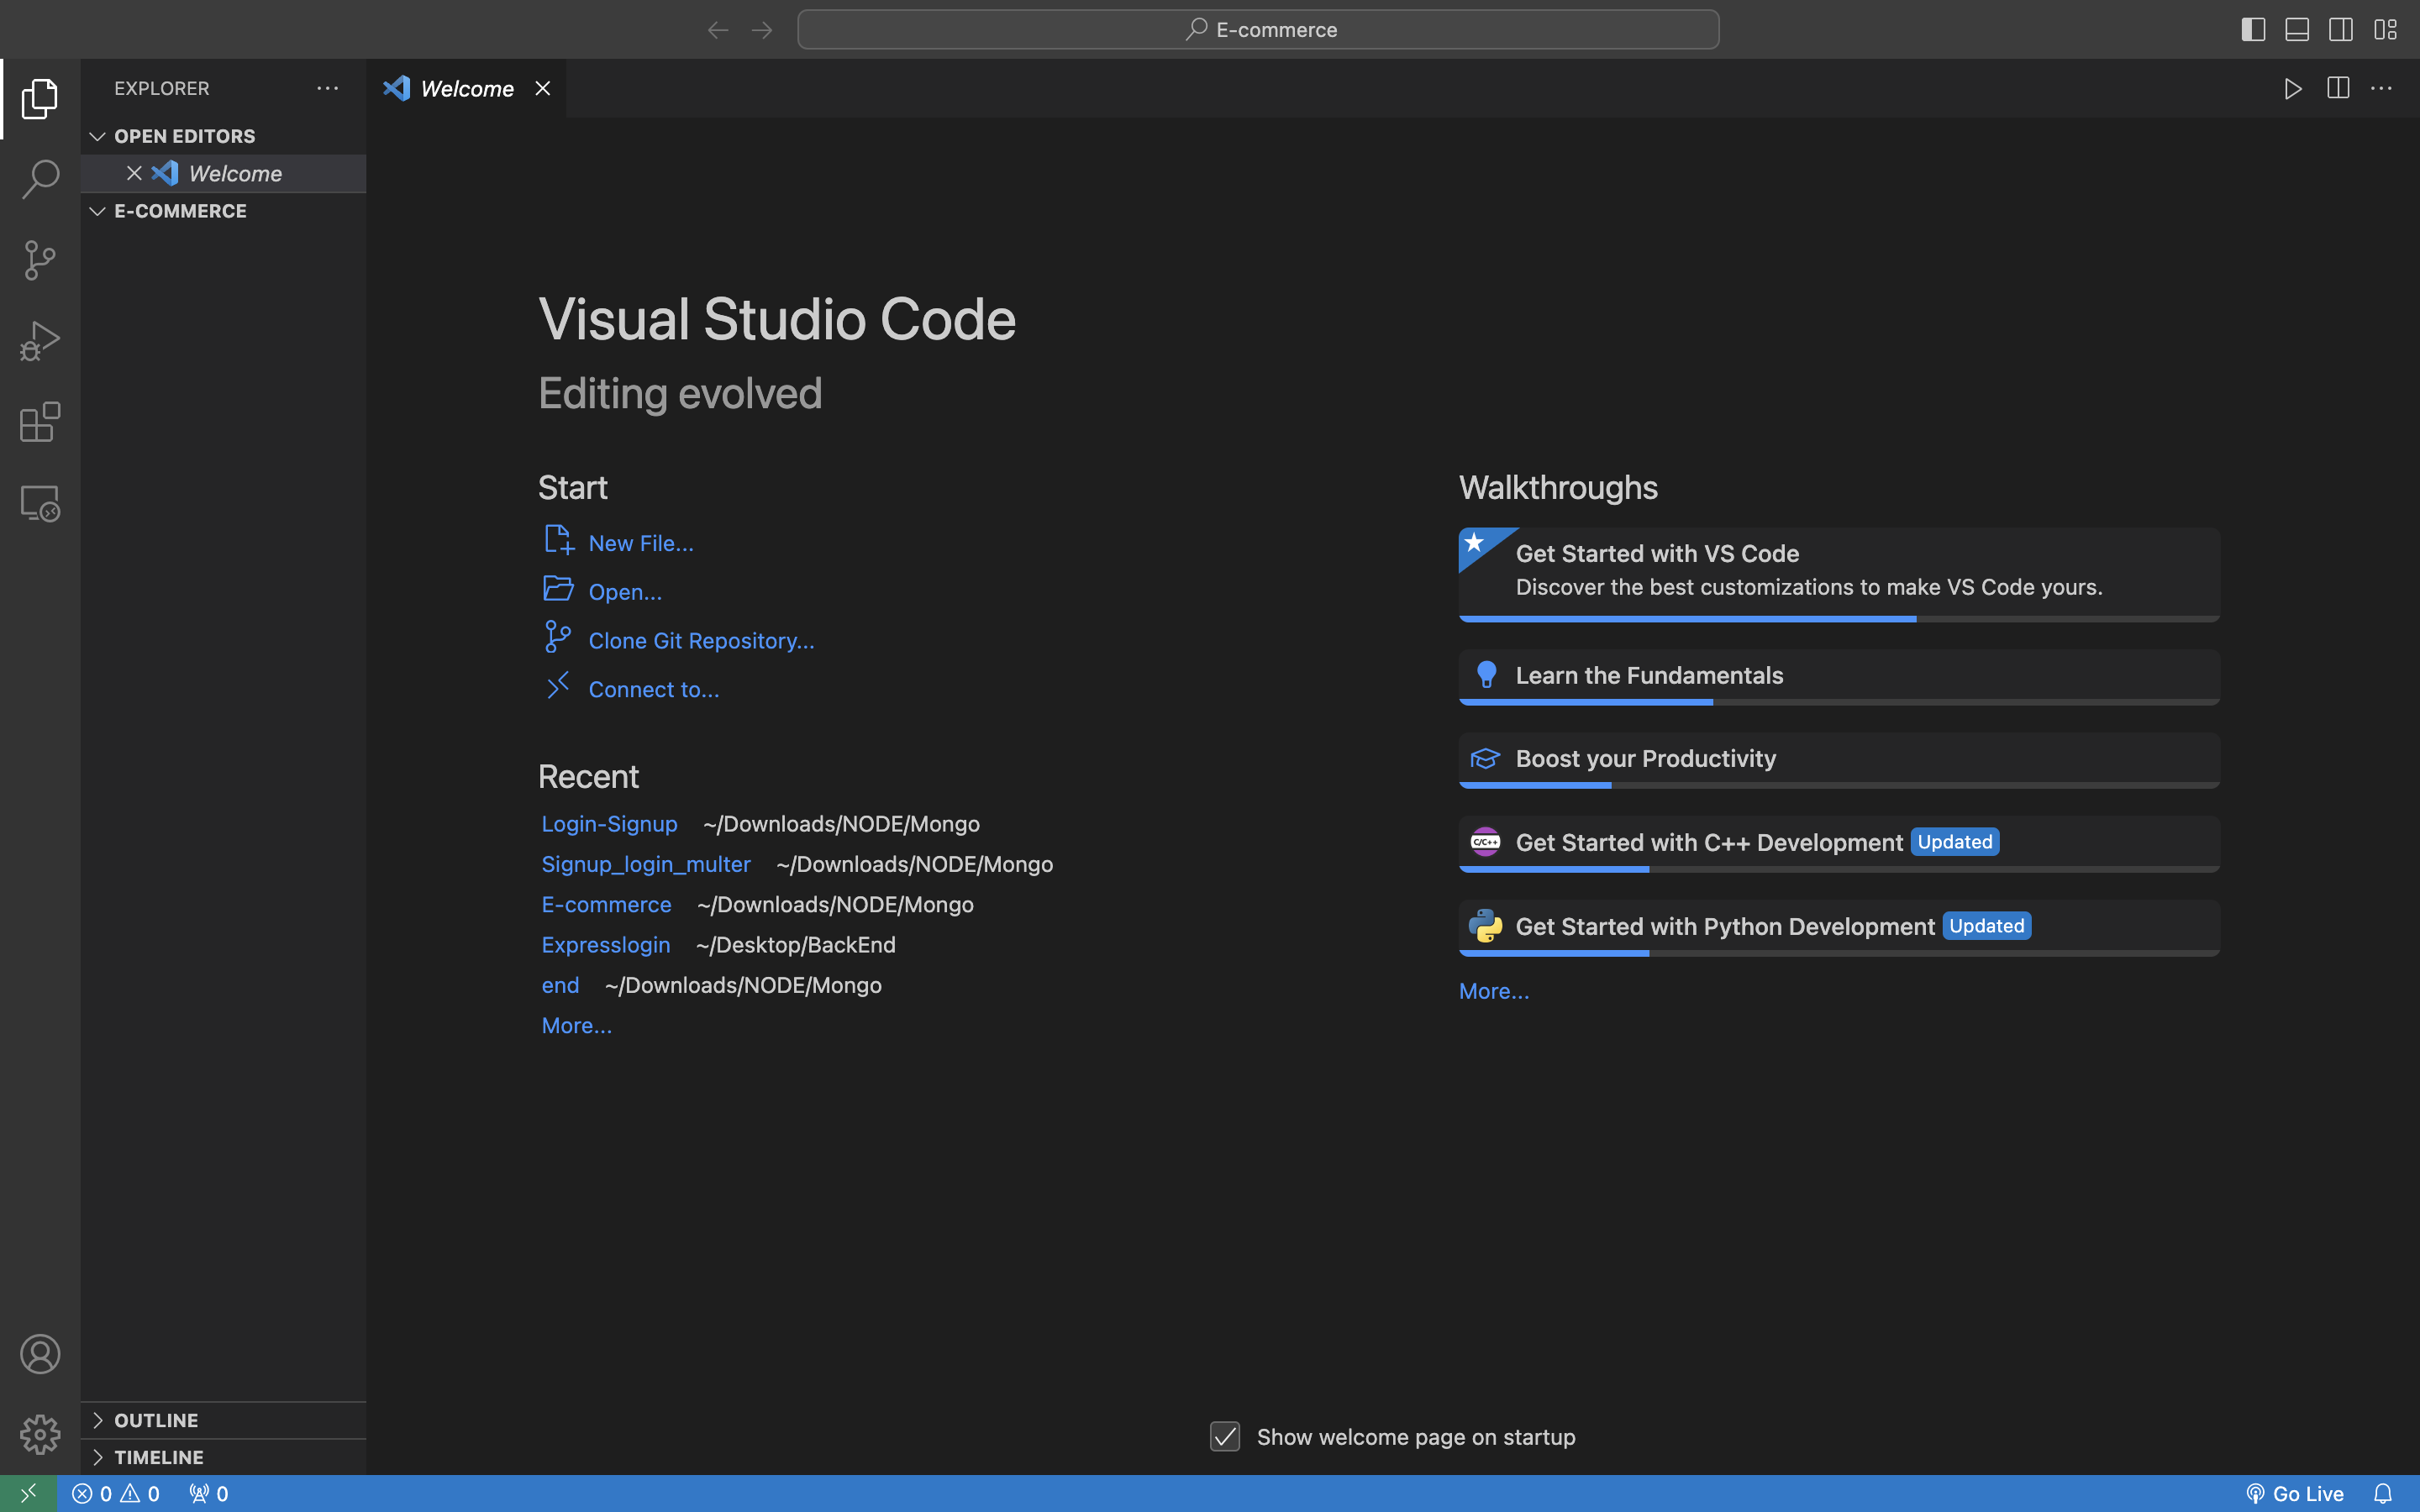 E-commerce
EXPLORER
Welcome
OPEN EDITORS
Welcome
E-COMMERCE
Visual Studio Code
Editing evolved
Start
New File...
Open...
Clone Git Repository...
Connect to...
Recent
Login-Signup ~/Downloads/NODE/Mongo
Signup_login_multer ~/Downloads/NODE/Mongo
E-commerce ~/Downloads/NODE/Mongo
Expresslogin ~/Desktop/BackEnd
end ~/Downloads/NODE/Mongo
More...
Walkthroughs
Get Started with VS Code
Discover the best customizations to make VS Code yours.
Learn the Fundamentals
Boost your Productivity
C/C++ Get Started with C++ Development Updated
Get Started with Python Development Updated
More...
OUTLINE
TIMELINE
Show welcome page on startup
0 0 0
Go Live